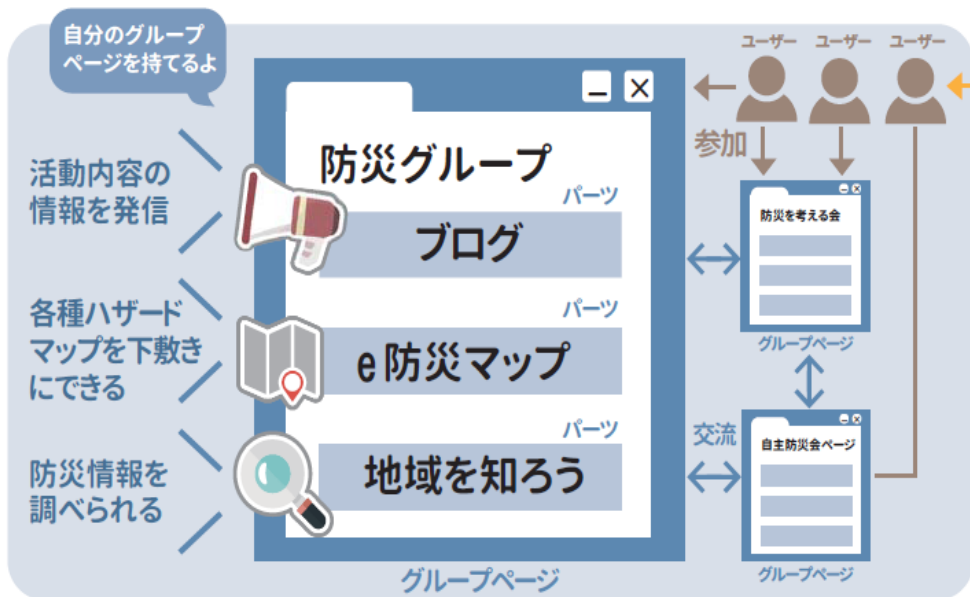 自分のグループ
ページを持てるよ
ユーザー
ユーザー
ユーザー
活動内容の
情報を発信
各種ハザード
マップを下敷き
にできる
防災情報を
調べられる
防災グループ
パーツ
ブログ
パーツ
e防災マップ
パーツ
地域を知ろう
グループページ
参加
防災を考える会
グループページ
交流
自主防災会ページ
グループページ